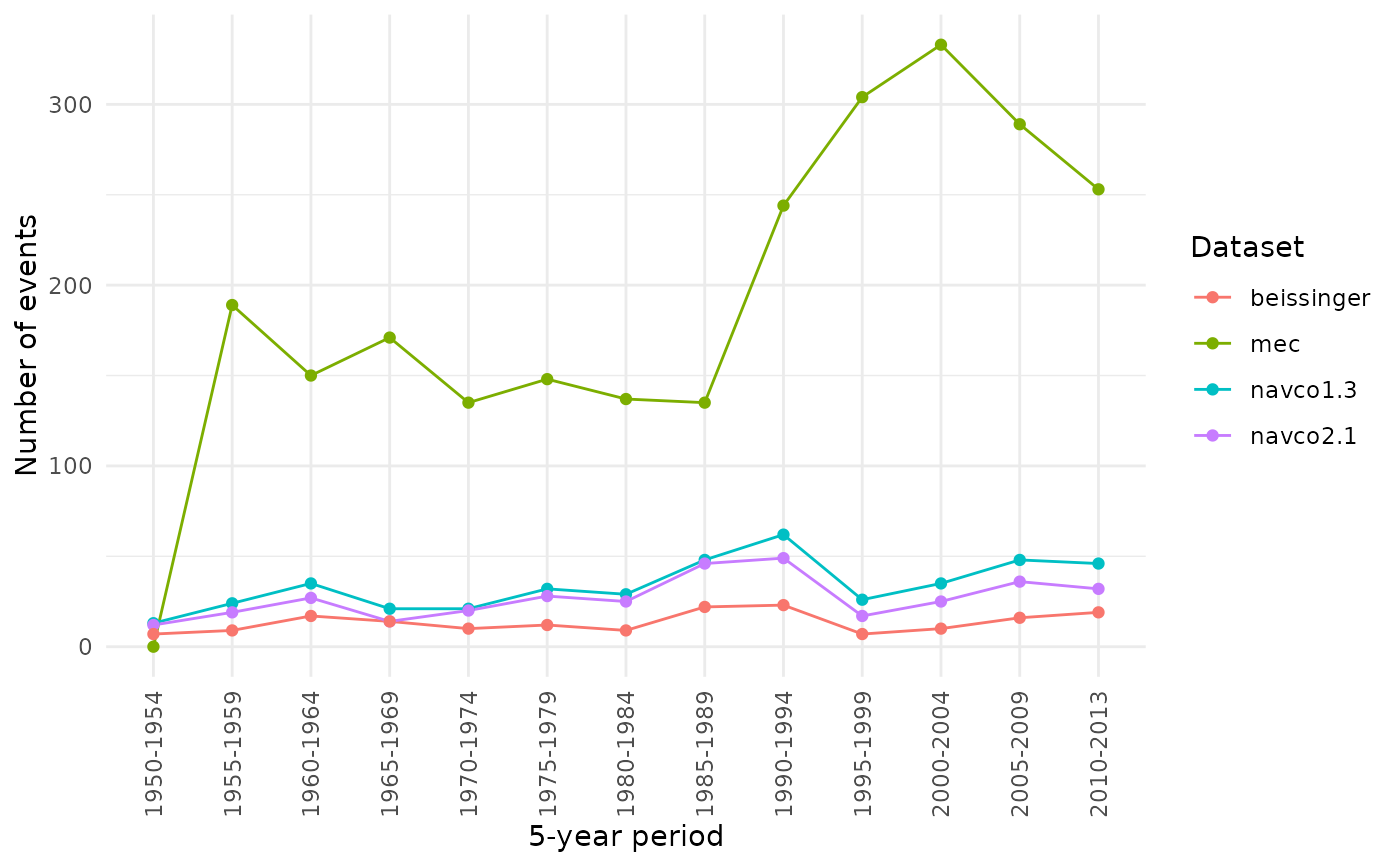 Number of events
300
200
100
0
1950-1954
1955-1959
1960-1964
1965-1969
1970-1974
1975-1979
1980-1984
1985-1989
1990-1994
1995-1999
2000-2004
2005-2009
2010-2013
5-year period
Dataset
beissinger
mec
navco1.3
navco2.1